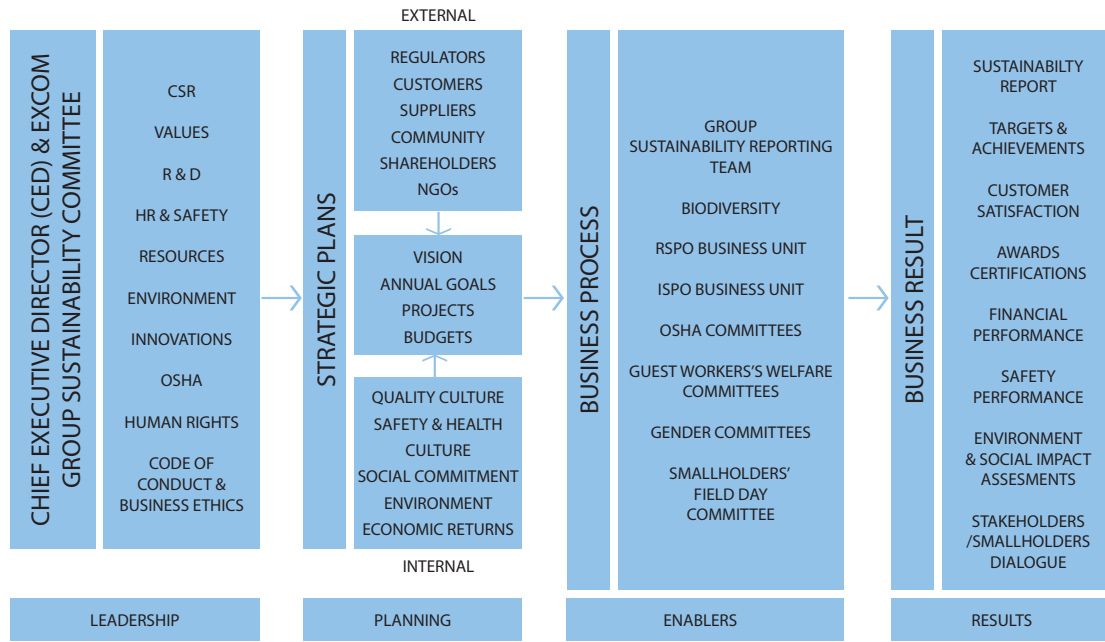 CHIEF EXECUTIVE DIRECTOR (CED) & EXCOM
GROUP SUSTAINABILITY COMMITTEE
CSR
VALUES
R & D
HR & SAFETY
RESOURCES
ENVIRONMENT
INNOVATIONS
OSHA
HUMAN RIGHTS
CODE OF
CONDUCT &
BUSINESS ETHICS
LEADERSHIP
STRATEGIC PLANS
EXTERNAL
REGULATORS
CUSTOMERS
SUPPLIERS
COMMUNITY
SHAREHOLDERS
NGOs
VISION
ANNUAL GOALS
PROJECTS
BUDGETS
QUALITY CULTURE
SAFETY & HEALTH
CULTURE
SOCIAL COMMITMENT
ENVIRONMENT
ECONOMIC RETURNS
INTERNAL
PLANNING
BUSINESS PROCESS
GROUP
SUSTAINABILITY REPORTING
TEAM
BIODIVERSITY
RSPO BUSINESS UNIT
ISPO BUSINESS UNIT
OSHA COMMITTEES
GUEST WORKERS'S WELFARE
COMMITTEES
GENDER COMMITTEES
SMALLHOLDERS'
FIELD DAY
COMMITTEE
ENABLERS
BUSINESS RESULT
SUSTAINABILTY
REPORT
TARGETS &
ACHIEVEMENTS
CUSTOMER
SATISFACTION
AWARDS
CERTIFICATIONS
FINANCIAL
PERFORMANCE
SAFETY
PERFORMANCE
ENVIRONMENT
& SOCIAL IMPACT
ASSESMENTS
STAKEHOLDERS
/SMALLHOLDERS
DIALOGUE
RESULTS